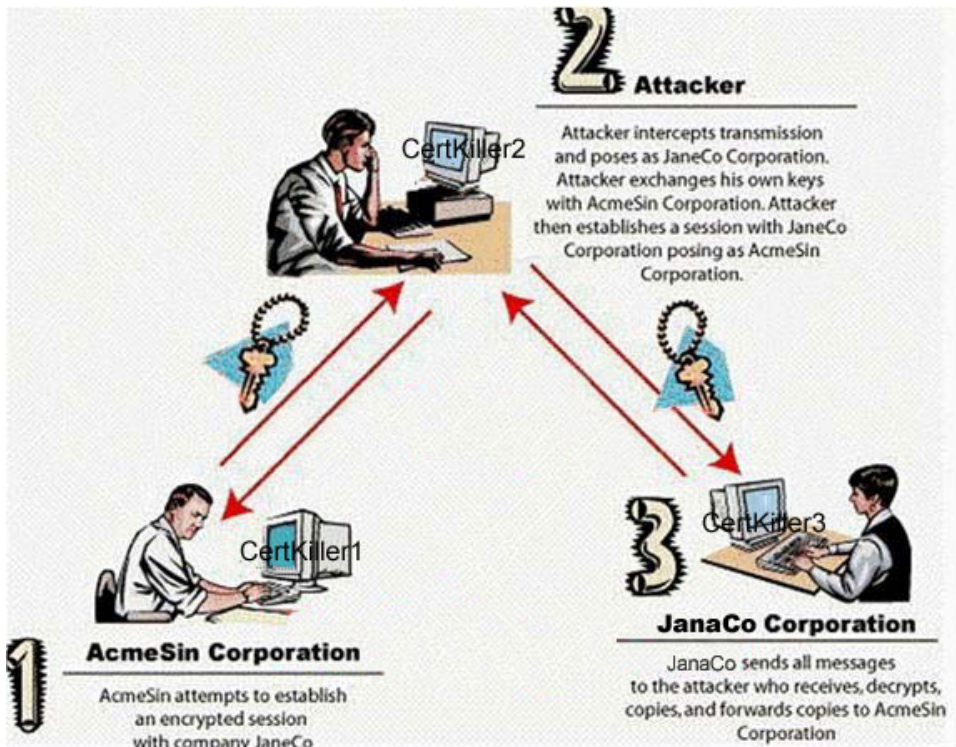 2
Attacker
CertKiller2
Attacker intercepts transmission
and poses as JaneCo Corporation.
Attacker exchanges his own keys
with AcmeSin Corporation. Attacker
then establishes a session with JaneCo
Corporation posing as AcmeSin
Corporation.
CertKiller1
1
AcmeSin Corporation
AcmeSin attempts to establish
an encrypted session
with company JaneCo
3
CertKiller3
JanaCo Corporation
JanaCo sends all messages
to the attacker who receives, decrypts,
copies, and forwards copies to AcmeSin
Corporation